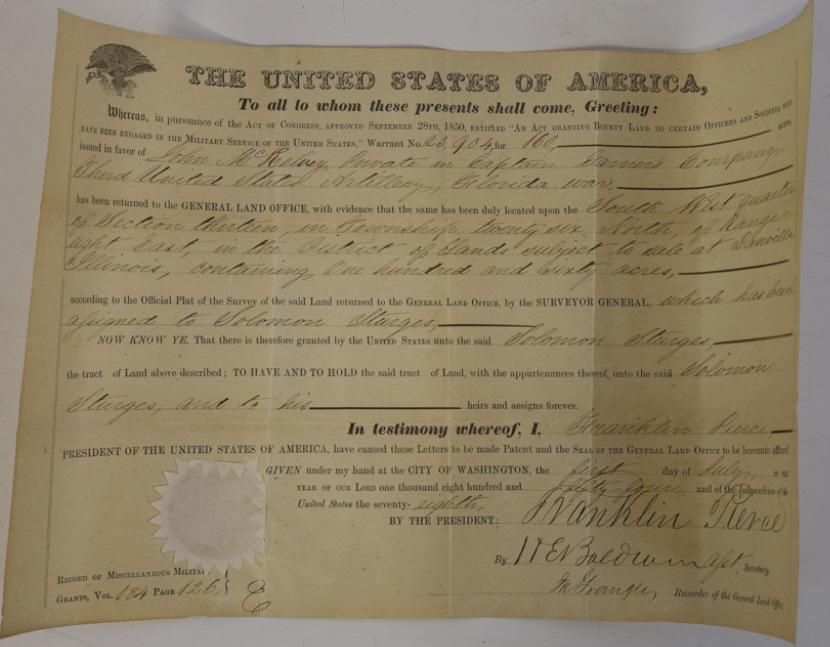 THE UNITED STATES OF AMERICA,
To all to whom these presents shall come, Greeting:
Whereas, in pursuance of the Act of Congress, approved September 28th, 1850, entitled "An Act granting Bounty Land to certain Officers and Soldiers who
have been engaged in the Military Service of the United States," Warrant No. 23,904, for 160, acres,
issued in favor of John McKelvey, Private in Captain Garner's Company
Third United States Artillery, Florida war,
has been returned to the GENERAL LAND OFFICE, with evidence that the same has been duly located upon the South West quarter
of Section thirteen, in Township twenty six North, of Range
eight East, in the District of Lands subject to sale at Danville
Illinois, containing One hundred and sixty acres,
according to the Official Plat of the Survey of the said Land returned to the General Land Office, by the SURVEYOR GENERAL, which has been
assigned to Solomon Sturges,
NOW KNOW YE, That there is therefore granted by the United States unto the said Solomon Sturges,
the tract of Land above described; TO HAVE AND TO HOLD the said tract of Land, with the appurtenances thereof, unto the said Solomon
Sturges, and to his heirs and assigns forever.
In testimony whereof, I, Franklin Pierce
PRESIDENT OF THE UNITED STATES OF AMERICA, have caused these Letters to be made Patent and the Seal of the General Land Office to be hereunto affixed
GIVEN under my hand at the CITY OF WASHINGTON, the first day of July, in the
year of our Lord one thousand eight hundred and fifty four and of the Independence of the
United States the seventy-eighth,
BY THE PRESIDENT: Franklin Pierce
By H E Baldwin asst. Secretary.
Recorder of the General Land Office.
Record of Miscellaneous Military
Grants, Vol. 184 Page 126